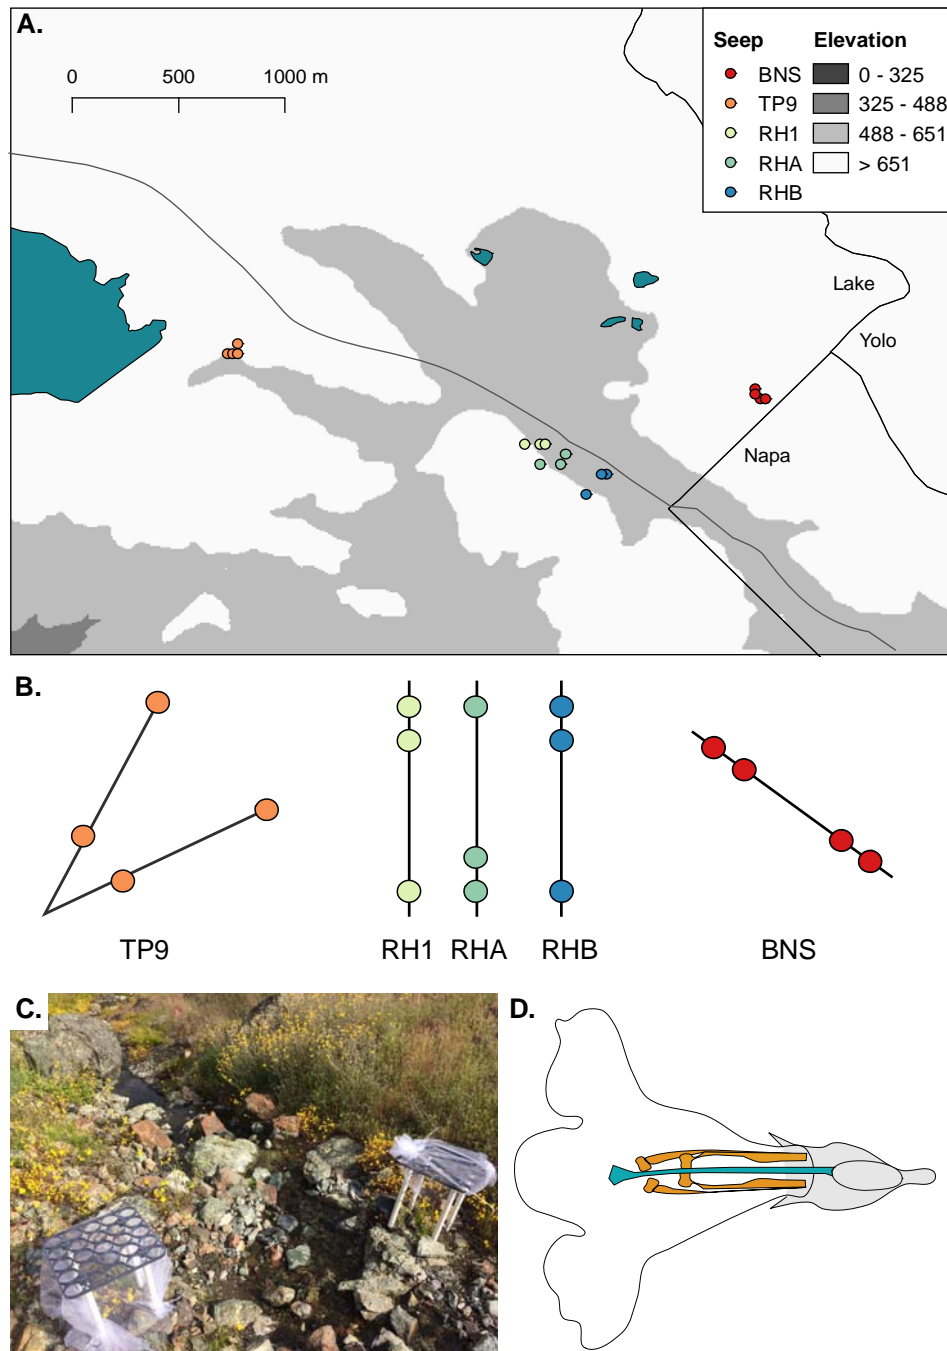 A.
0 500 1000 m
Seep Elevation
BNS 0 - 325
TP9 325 - 488
RH1 488 - 651
RHA > 651
RHB
Lake
Yolo
Napa
B.
TP9 RH1 RHA RHB BNS
C.
D.